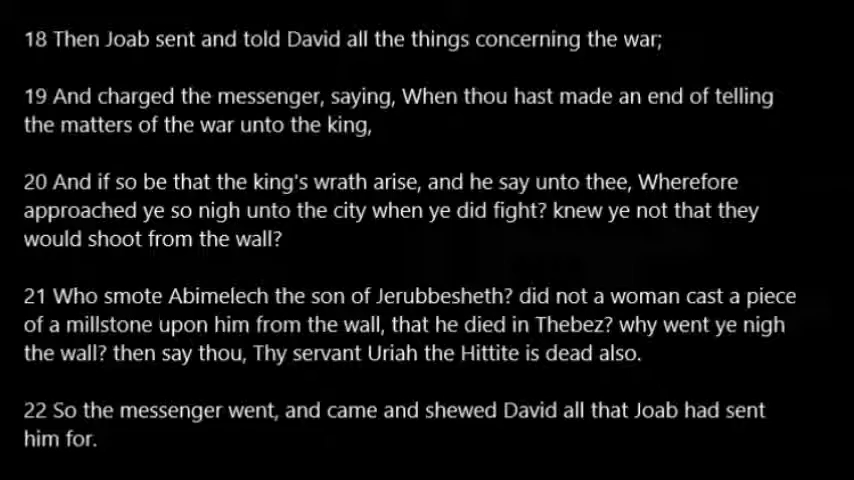 18 Then Joab sent and told David all the things concerning the war;
19 And charged the messenger, saying, When thou hast made an end of telling
the matters of the war unto the king,
20 And if so be that the king's wrath arise, and he say unto thee, Wherefore
approached ye so nigh unto the city when ye did fight? knew ye not that they
would shoot from the wall?
21 Who smote Abimelech the son of Jerubbesheth? did not a woman cast a piece
of a millstone upon him from the wall, that he died in Thebez? why went ye nigh
the wall? then say thou, Thy servant Uriah the Hittite is dead also.
22 So the messenger went, and came and shewed David all that Joab had sent
him for.